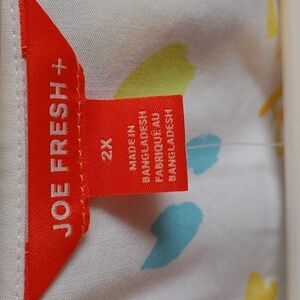 JOE FRESH +
2X
MADE IN
BANGLADESH
FABRIQUÉ AU
BANGLADESH